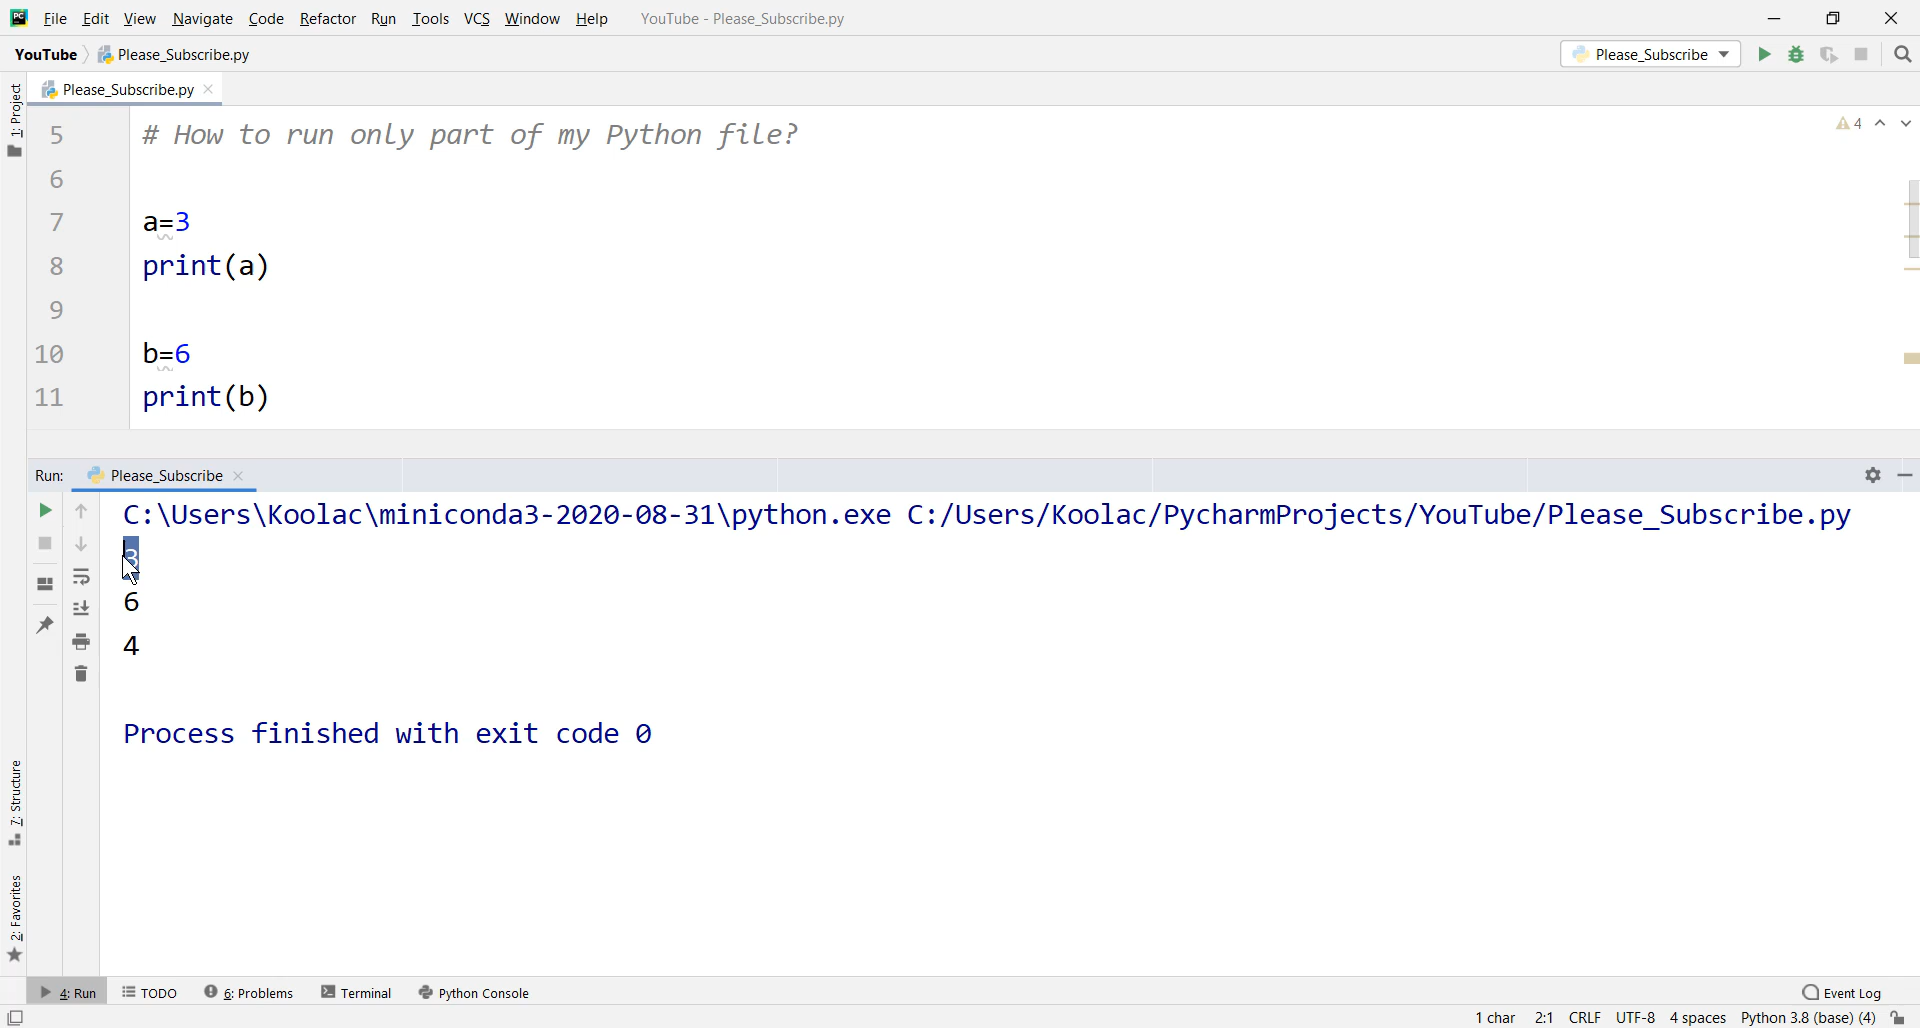 File Edit View Navigate Code Refactor Run Tools VCS Window Help YouTube - Please_Subscribe.py
YouTube Please_Subscribe.py Please_Subscribe
1: Project
Please_Subscribe.py
5 # How to run only part of my Python file? 4
6
7 a=3
8 print(a)
9
10 b=6
11 print(b)
Run: Please_Subscribe
C:\Users\Koolac\miniconda3-2020-08-31\python.exe C:/Users/Koolac/PycharmProjects/YouTube/Please_Subscribe.py
3
6
4
Process finished with exit code 0
7: Structure
2: Favorites
4: Run TODO 6: Problems Terminal Python Console Event Log
1 char 2:1 CRLF UTF-8 4 spaces Python 3.8 (base) (4)